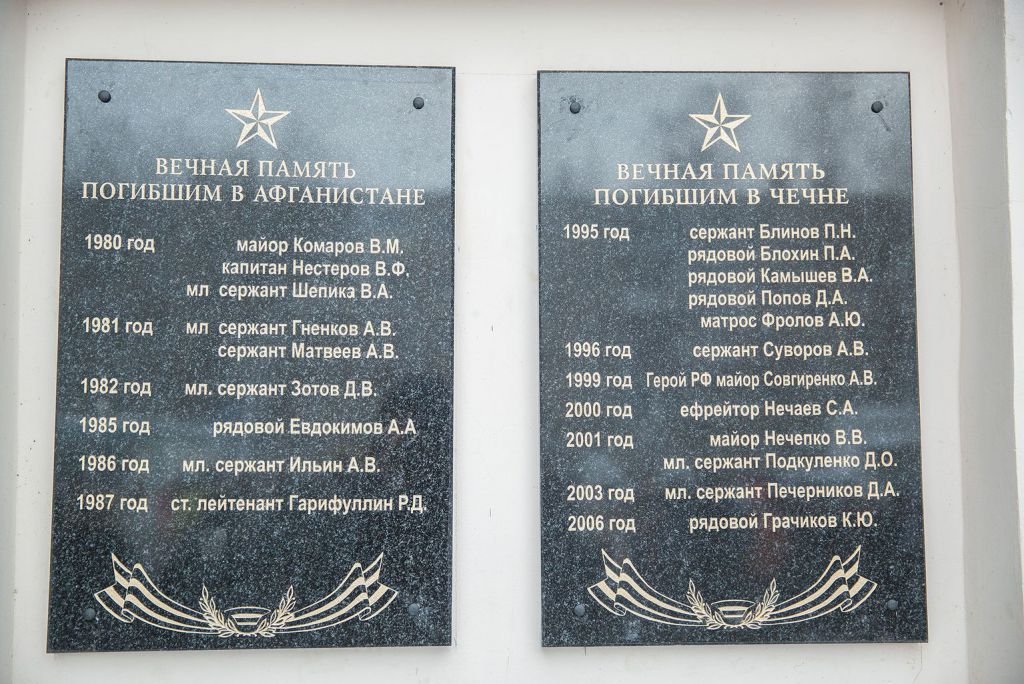 ВЕЧНАЯ ПАМЯТЬ
ПОГИБШИМ В АФГАНИСТАНЕ
1980 год майор Комаров В.М.
капитан Нестеров В.Ф.
мл сержант Шепика В.А.
1981 год мл сержант Гненков А.В.
сержант Матвеев А.В.
1982 год мл. сержант Зотов Д.В.
1985 год рядовой Евдокимов А.А
1986 год мл. сержант Ильин А.В.
1987 год ст. лейтенант Гарифуллин Р.Д.
ВЕЧНАЯ ПАМЯТЬ
ПОГИБШИМ В ЧЕЧНЕ
1995 год сержант Блинов П.Н.
рядовой Блохин П.А.
рядовой Камышев В.А.
рядовой Попов Д.А.
матрос Фролов А.Ю.
1996 год сержант Суворов А.В.
1999 год Герой РФ майор Совгиренко А.В.
2000 год ефрейтор Нечаев С.А.
2001 год майор Нечепко В.В.
мл. сержант Подкуленко Д.О.
2003 год мл. сержант Печерников Д.А.
2006 год рядовой Грачиков К.Ю.